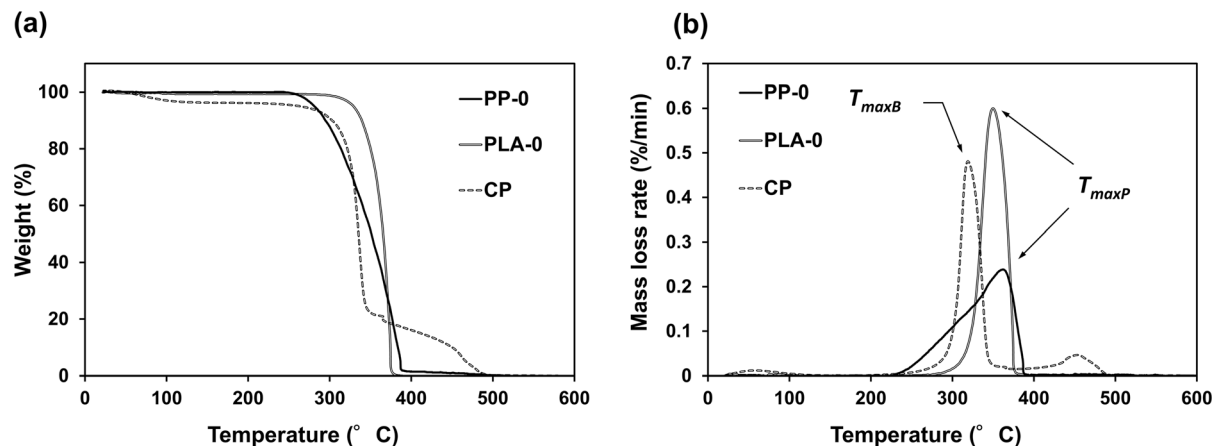 (a)
Weight (%)
100
80
60
40
20
0
PP-0
PLA-0
CP
0 100 200 300 400 500 600
Temperature (° C)
(b)
Mass loss rate (%/min)
0.7
0.6
0.5
0.4
0.3
0.2
0.1
0
PP-0
PLA-0
CP
TmaxB
TmaxP
0 100 200 300 400 500 600
Temperature (° C)